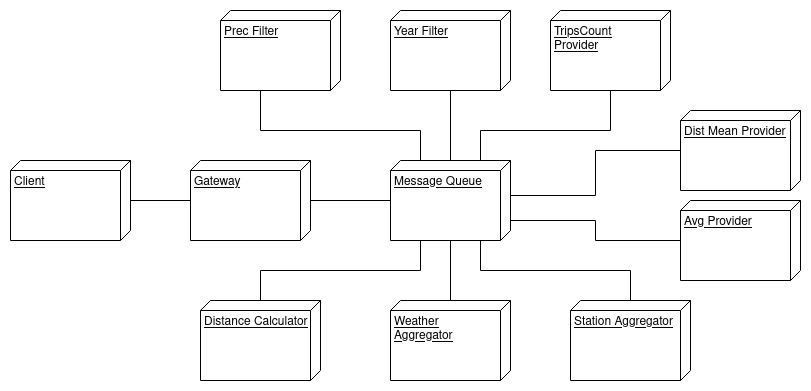 Prec Filter
Year Filter
TripsCount
Provider
Dist Mean Provider
Client
Gateway
Message Queue
Avg Provider
Distance Calculator
Weather
Aggregator
Station Aggregator